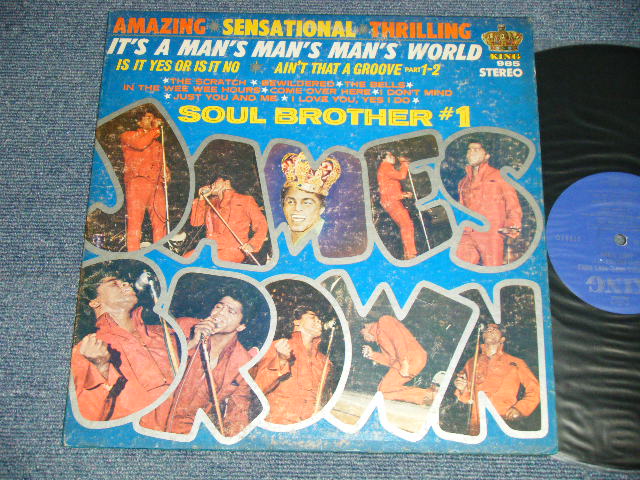 AMAZING ★ SENSATIONAL ★ THRILLING
IT'S A MAN'S MAN'S MAN'S WORLD
IS IT YES OR IS IT NO ★ AIN'T THAT A GROOVE PART 1-2
KING
985
STEREO
★ THE SCRATCH ★ BEWILDERED ★ THE BELLS ★
IN THE WEE WEE HOURS ★ COME OVER HERE ★ I DON'T MIND
★ JUST YOU AND ME ★ I LOVE YOU, YES I DO ★
SOUL BROTHER #1
JAMES
BROWN
KING
STEREO